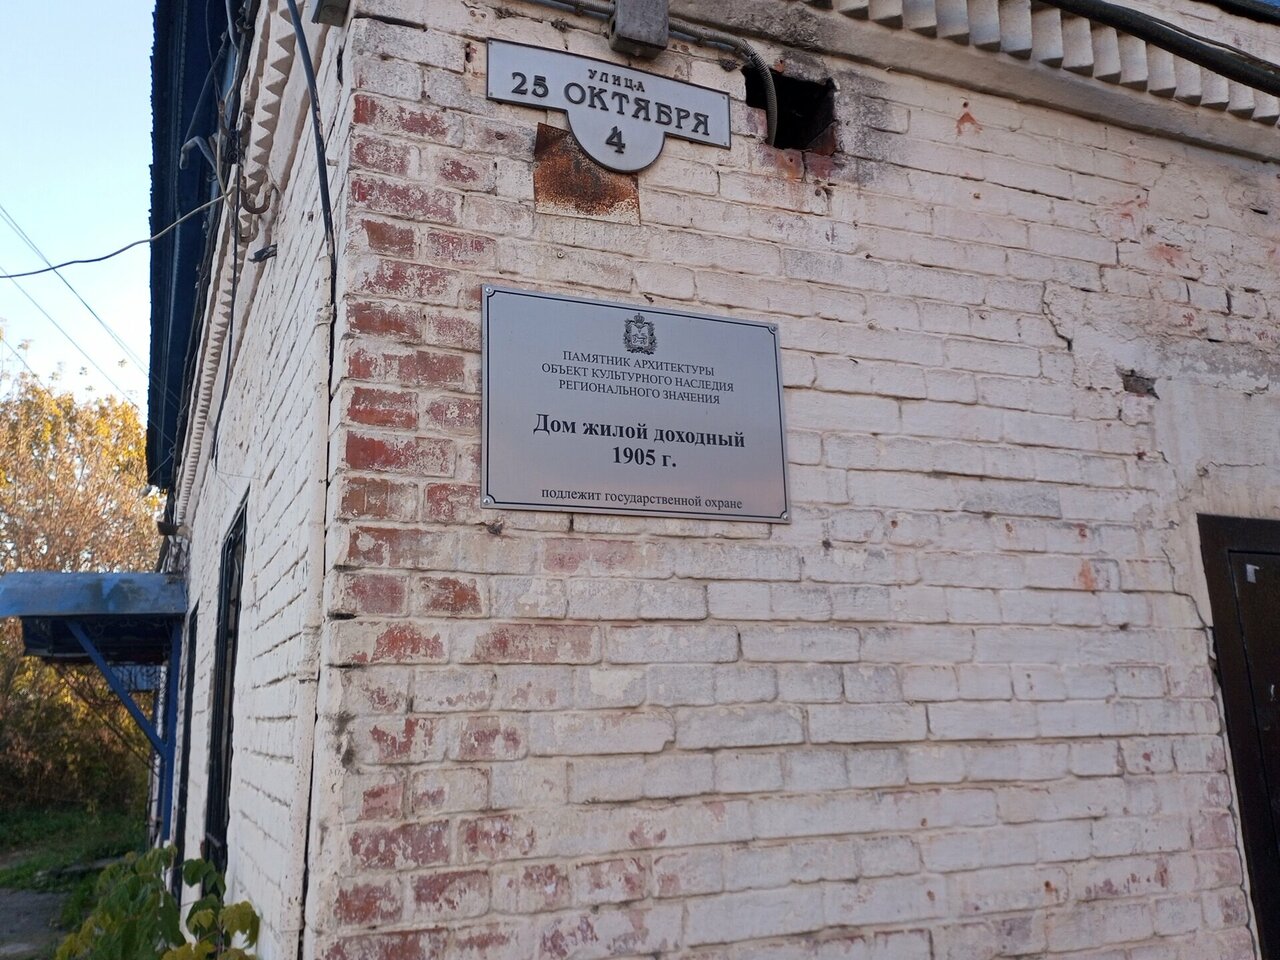 УЛИЦА
25 ОКТЯБРЯ
4
ПАМЯТНИК АРХИТЕКТУРЫ
ОБЪЕКТ КУЛЬТУРНОГО НАСЛЕДИЯ
РЕГИОНАЛЬНОГО ЗНАЧЕНИЯ
Дом жилой доходный
1905 г.
подлежит государственной охране